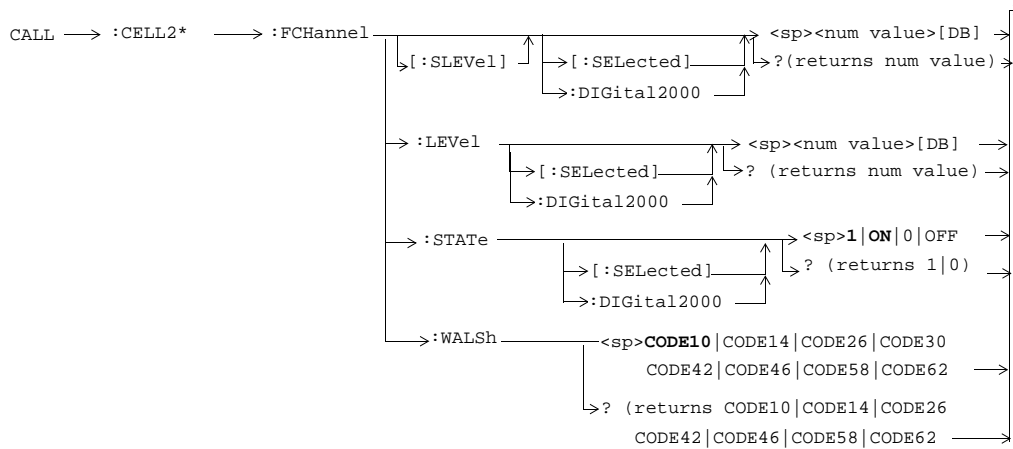 CALL :CELL2* :FCHannel <sp><num value>[DB]
[:SLEVel] [:SELected] ?(returns num value)
:DIGital2000
:LEVel <sp><num value>[DB]
[:SELected] ? (returns num value)
:DIGital2000
:STATe <sp>1|ON|0|OFF
[:SELected] ? (returns 1|0)
:DIGital2000
:WALSh <sp>CODE10|CODE14|CODE26|CODE30
CODE42|CODE46|CODE58|CODE62
? (returns CODE10|CODE14|CODE26
CODE42|CODE46|CODE58|CODE62